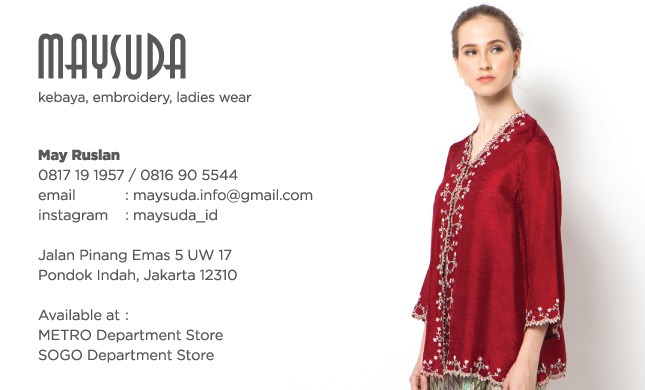 MAYSUDA
kebaya, embroidery, ladies wear
May Ruslan
0817 19 1957 / 0816 90 5544
email : maysuda.info@gmail.com
instagram : maysuda_id
Jalan Pinang Emas 5 UW 17
Pondok Indah, Jakarta 12310
Available at :
METRO Department Store
SOGO Department Store